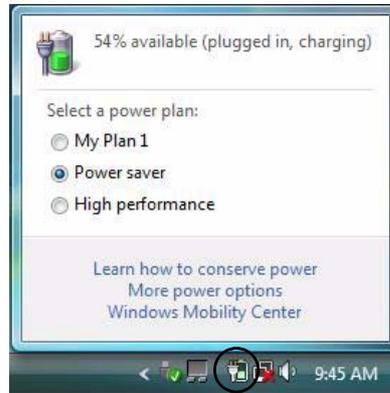 54% available (plugged in, charging)
Select a power plan:
My Plan 1
Power saver
High performance
Learn how to conserve power
More power options
Windows Mobility Center
9:45 AM